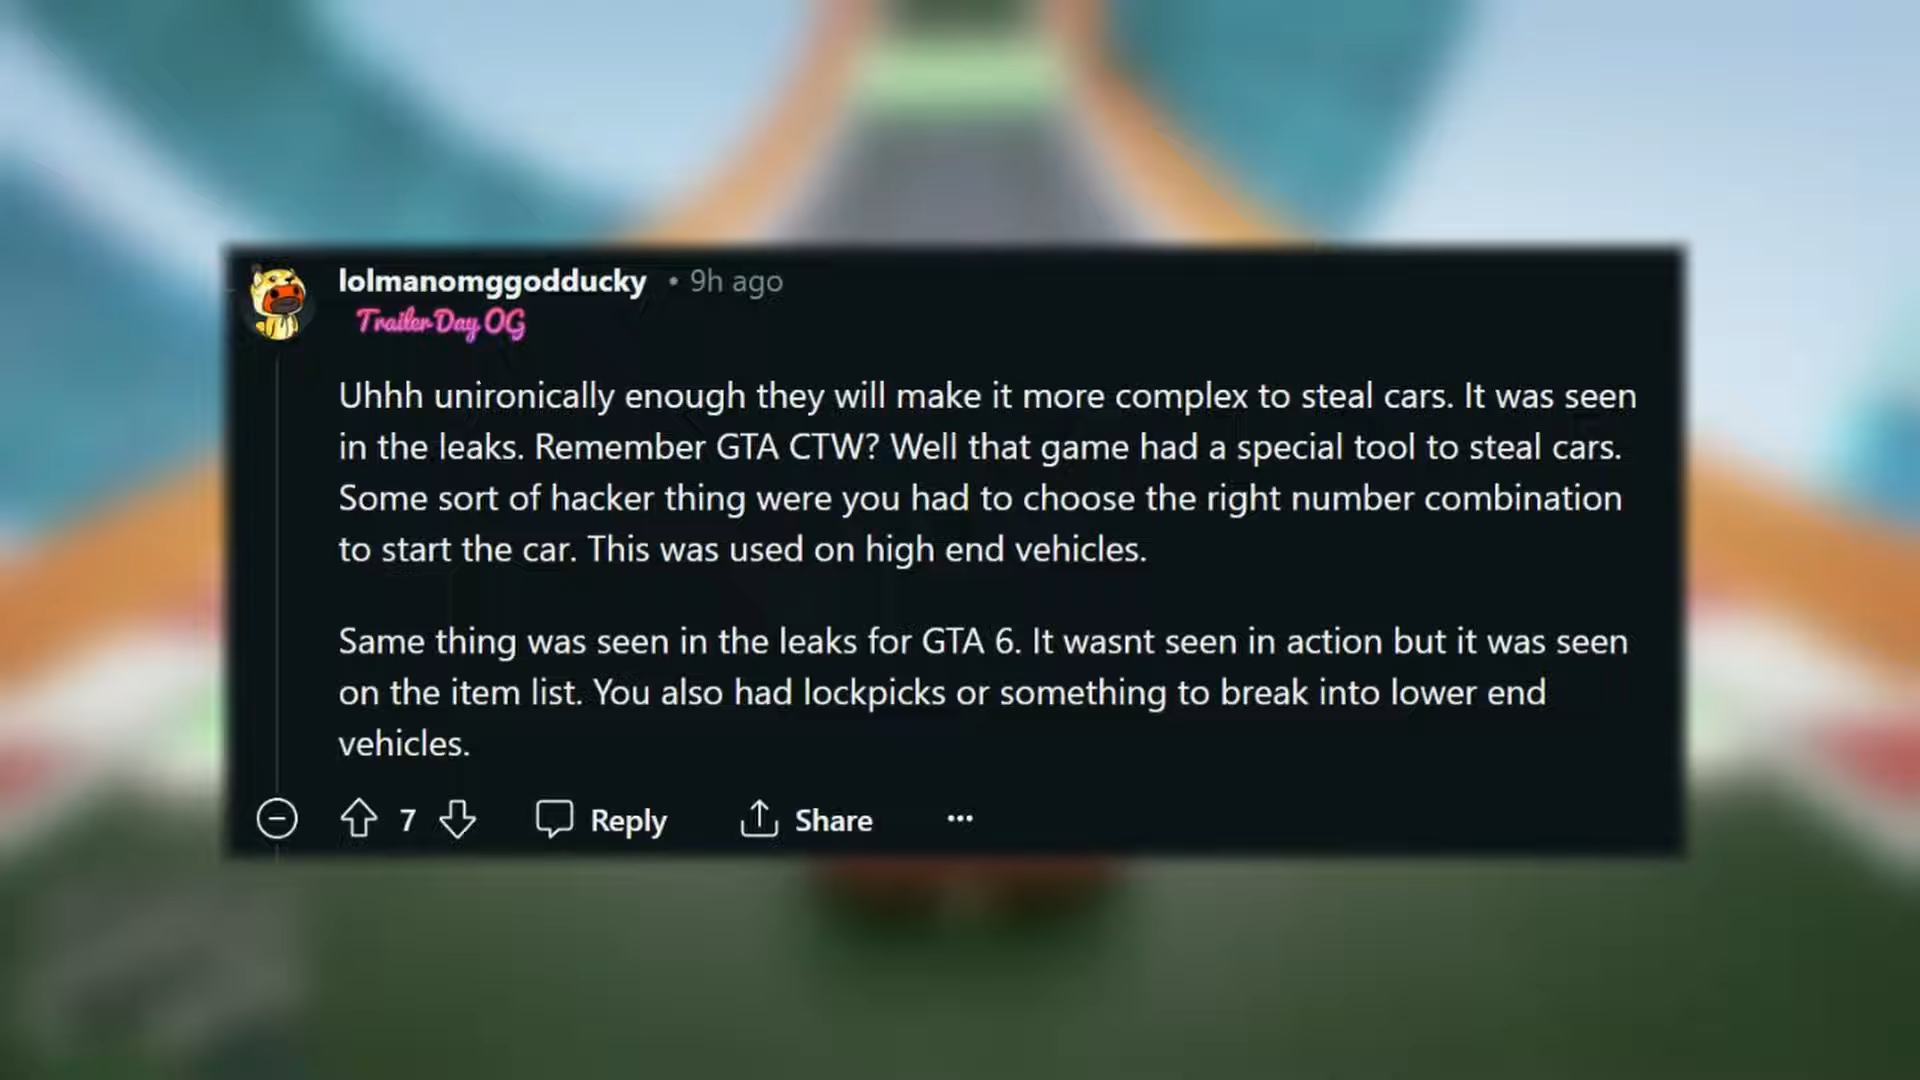 lolmanomggodducky • 9h ago
Trailer Day OG
Uhhh unironically enough they will make it more complex to steal cars. It was seen
in the leaks. Remember GTA CTW? Well that game had a special tool to steal cars.
Some sort of hacker thing were you had to choose the right number combination
to start the car. This was used on high end vehicles.
Same thing was seen in the leaks for GTA 6. It wasnt seen in action but it was seen
on the item list. You also had lockpicks or something to break into lower end
vehicles.
7 Reply Share ...